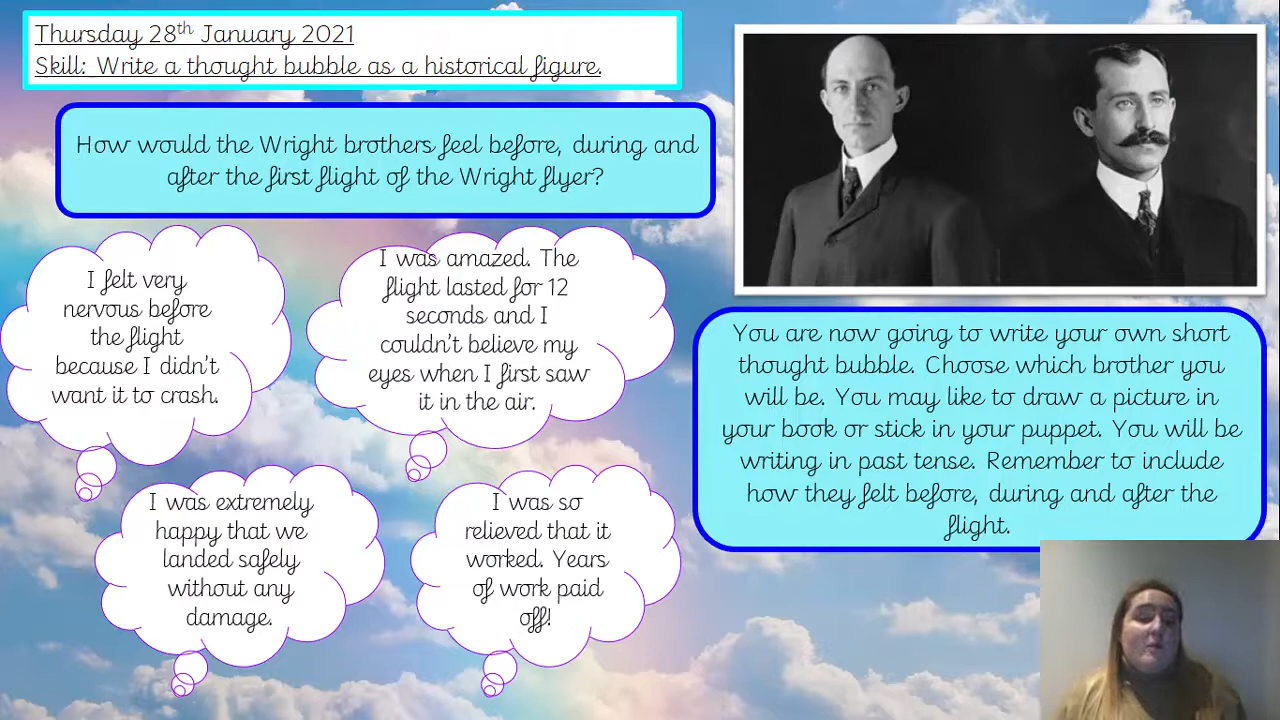 Thursday 28th January 2021
Skill: Write a thought bubble as a historical figure.
How would the Wright brothers feel before, during and
after the first flight of the Wright flyer?
I felt very
nervous before
the flight
because I didn't
want it to crash.
I was amazed. The
flight lasted for 12
seconds and I
couldn't believe my
eyes when I first saw
it in the air.
I was extremely
happy that we
landed safely
without any
damage.
I was so
relieved that it
worked. Years
of work paid
off!
You are now going to write your own short
thought bubble. Choose which brother you
will be. You may like to draw a picture in
your book or stick in your puppet. You will be
writing in past tense. Remember to include
how they felt before, during and after the
flight.